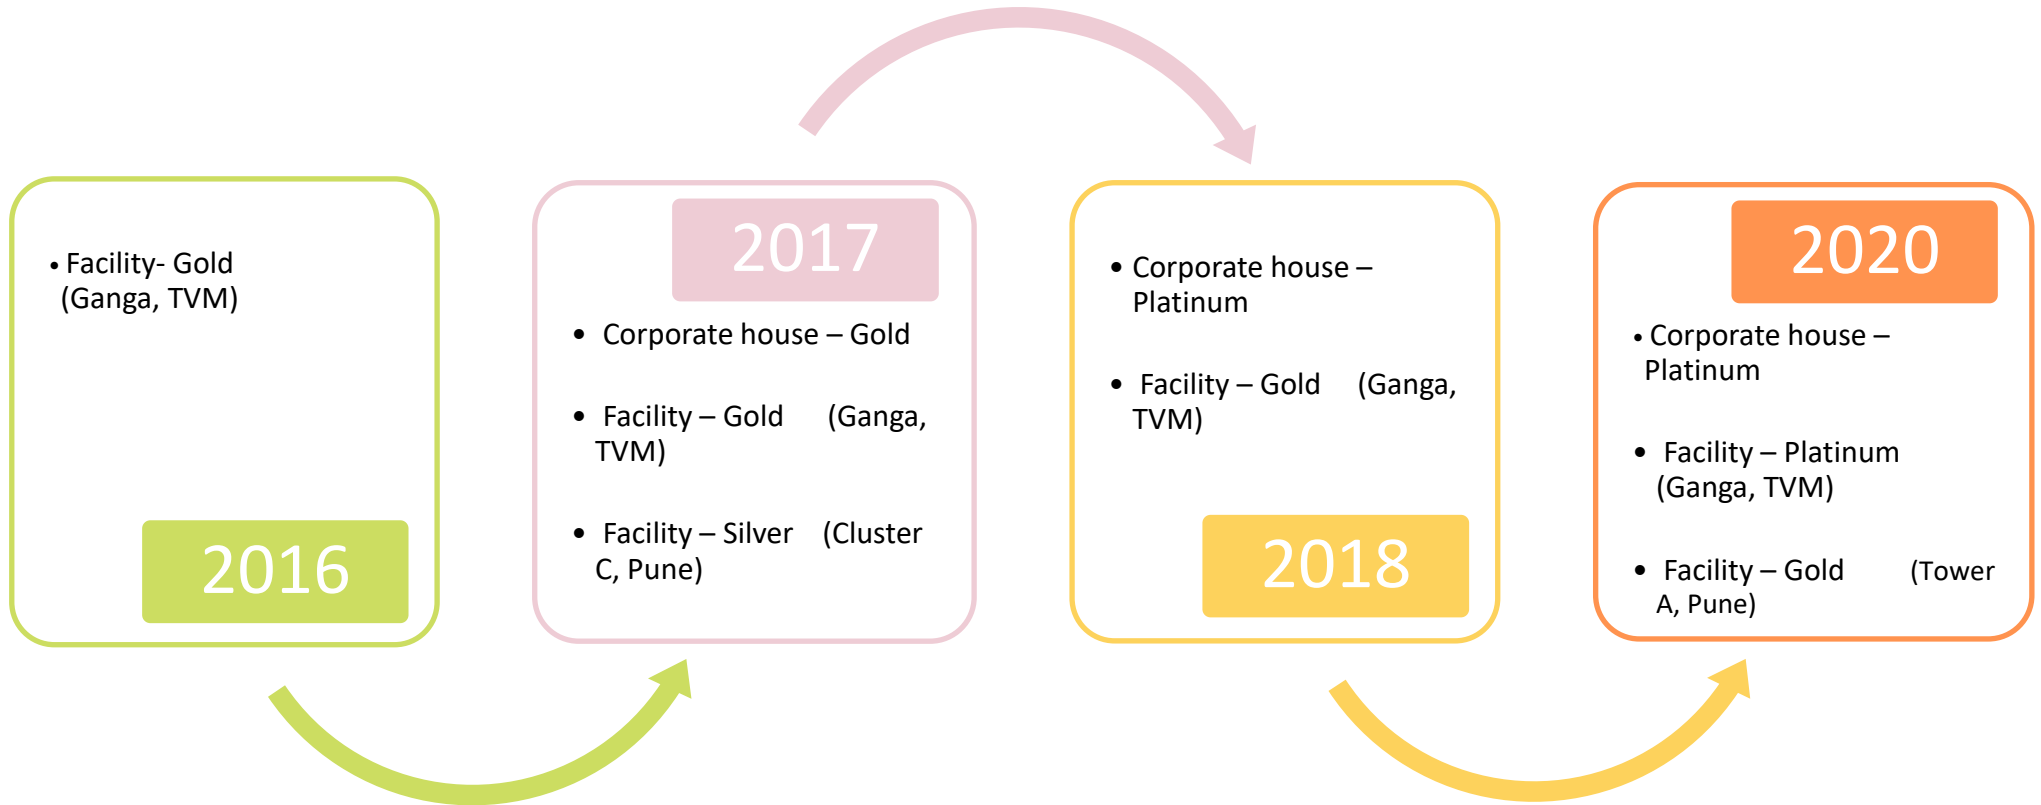 • Facility- Gold
(Ganga, TVM)
2016
2017
• Corporate house – Gold
• Facility – Gold (Ganga,
TVM)
• Facility – Silver (Cluster
C, Pune)
• Corporate house –
Platinum
• Facility – Gold (Ganga,
TVM)
2018
2020
• Corporate house –
Platinum
• Facility – Platinum
(Ganga, TVM)
• Facility – Gold (Tower
A, Pune)